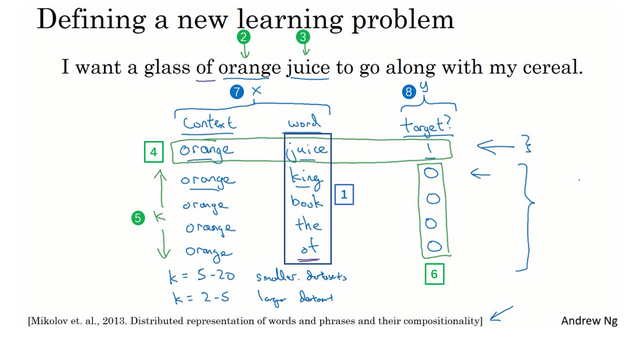 Defining a new learning problem
2 3
I want a glass of orange juice to go along with my cereal.
7 x 8 y
Context word target?
4 orange juice 1
orange king 0
orange book 1 0
5 k orange the 0
orange of 0
k = 5-20 smaller datasets 6
k = 2-5 large dataset
[Mikolov et. al., 2013. Distributed representation of words and phrases and their compositionality] Andrew Ng